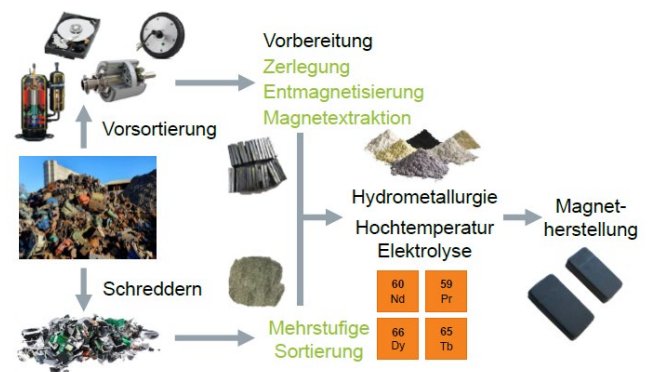 Vorbereitung
Zerlegung
Entmagnetisierung
Magnetextraktion
Vorsortierung
Hydrometallurgie
Hochtemperatur
Elektrolyse
Magnet-
herstellung
60
Nd
59
Pr
66
Dy
65
Tb
Schreddern
Mehrstufige
Sortierung